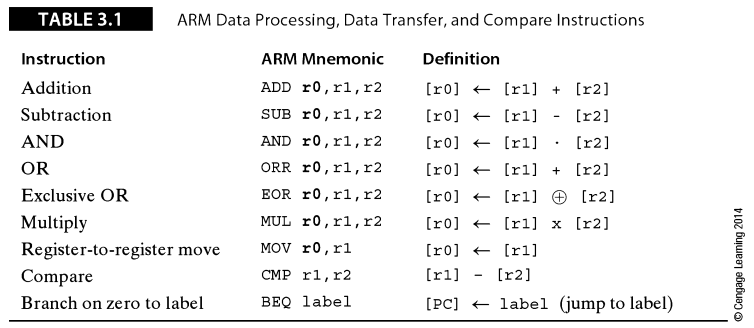 TABLE 3.1 ARM Data Processing, Data Transfer, and Compare Instructions
Instruction ARM Mnemonic Definition
Addition ADD r0,r1,r2 [r0] ← [r1] + [r2]
Subtraction SUB r0,r1,r2 [r0] ← [r1] - [r2]
AND AND r0,r1,r2 [r0] ← [r1] · [r2]
OR ORR r0,r1,r2 [r0] ← [r1] + [r2]
Exclusive OR EOR r0,r1,r2 [r0] ← [r1] ⊕ [r2]
Multiply MUL r0,r1,r2 [r0] ← [r1] x [r2]
Register-to-register move MOV r0,r1 [r0] ← [r1]
Compare CMP r1,r2 [r1] - [r2]
Branch on zero to label BEQ label [PC] ← label (jump to label)
© Cengage Learning 2014